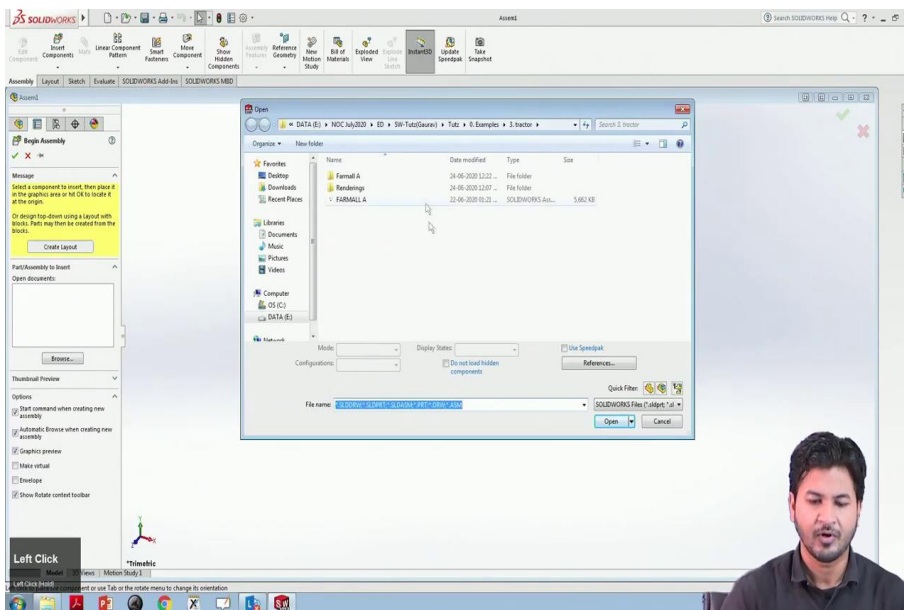 SOLIDWORKS
Assem1
Search SOLIDWORKS Help
Edit Component
Insert Components
Mate
Linear Component Pattern
Smart Fasteners
Move Component
Show Hidden Components
Assembly Features
Reference Geometry
New Motion Study
Bill of Materials
Exploded View
Explode Line Sketch
Instant3D
Update Speedpak
Take Snapshot
Assembly Layout Sketch Evaluate SOLIDWORKS Add-Ins SOLIDWORKS MBD
Assem1
Begin Assembly
Message
Select a component to insert, then place it
in the graphics area or hit OK to locate it
at the origin.
Or design top-down using a Layout with
blocks. Parts may then be created from the
blocks.
Create Layout
Part/Assembly to Insert
Open documents:
Browse...
Thumbnail Preview
Options
Start command when creating new
assembly
Automatic Browse when creating new
assembly
Graphics preview
Make virtual
Envelope
Show Rotate context toolbar
Open
« DATA (E:) NOC July2020 ED SW-Tutz(Gaurav) Tutz 0. Examples 3. tractor
Search 3. tractor
Organize New folder
Favorites
Desktop
Downloads
Recent Places
Libraries
Documents
Music
Pictures
Videos
Computer
OS (C:)
DATA (E:)
Network
Name Date modified Type Size
Farmall A 24-06-2020 12:22 ... File folder
Renderings 24-06-2020 12:07 ... File folder
FARMALL A 22-06-2020 01:21 ... SOLIDWORKS Ass... 5,662 KB
Mode:
Display States:
Use Speedpak
Configurations:
Do not load hidden
components
References...
Quick Filter:
File name: *.SLDDRW;*.SLDPRT;*.SLDASM;*.PRT;*.DRW;*.ASM
SOLIDWORKS Files (*.sldprt; *.sl
Open Cancel
*Trimetric
Left Click
Left Click (Hold)
Model 3D Views Motion Study 1